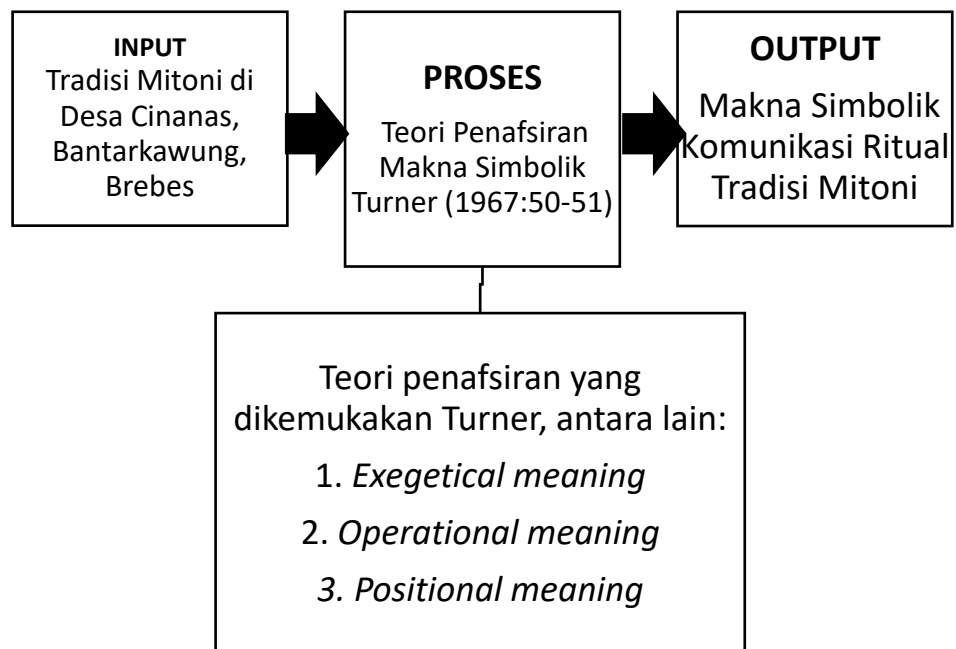 INPUT
Tradisi Mitoni di
Desa Cinanas,
Bantarkawung,
Brebes
PROSES
Teori Penafsiran
Makna Simbolik
Turner (1967:50-51)
OUTPUT
Makna Simbolik
Komunikasi Ritual
Tradisi Mitoni
Teori penafsiran yang
dikemukakan Turner, antara lain:
1. Exegetical meaning
2. Operational meaning
3. Positional meaning